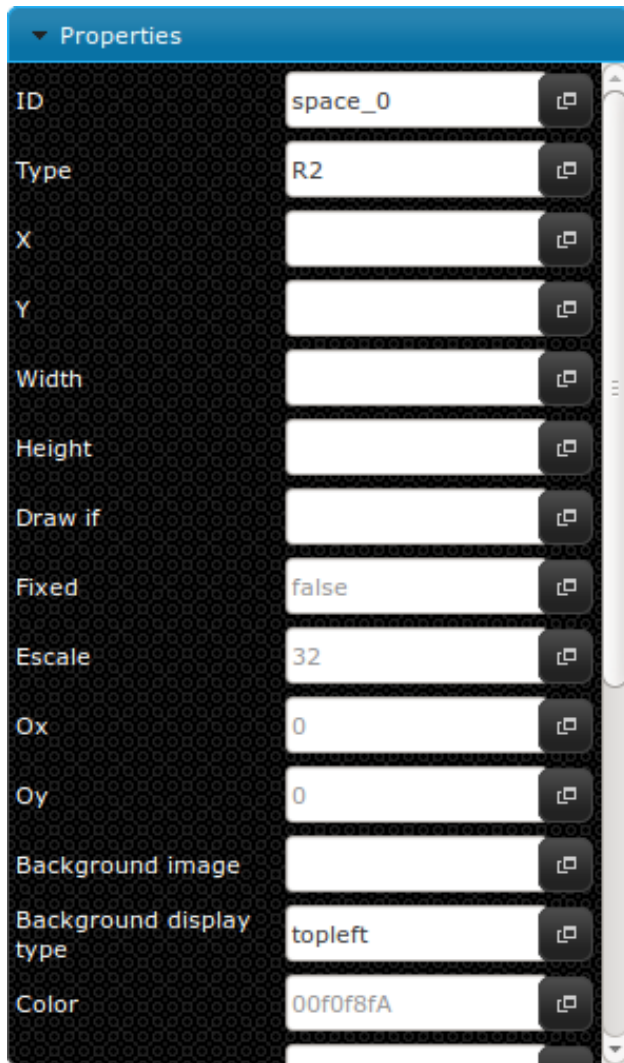 Properties
ID space_0
Type R2
X
Y
Width
Height
Draw if
Fixed false
Escale 32
Ox 0
Oy 0
Background image
Background display
type topleft
Color 00f0f8fA